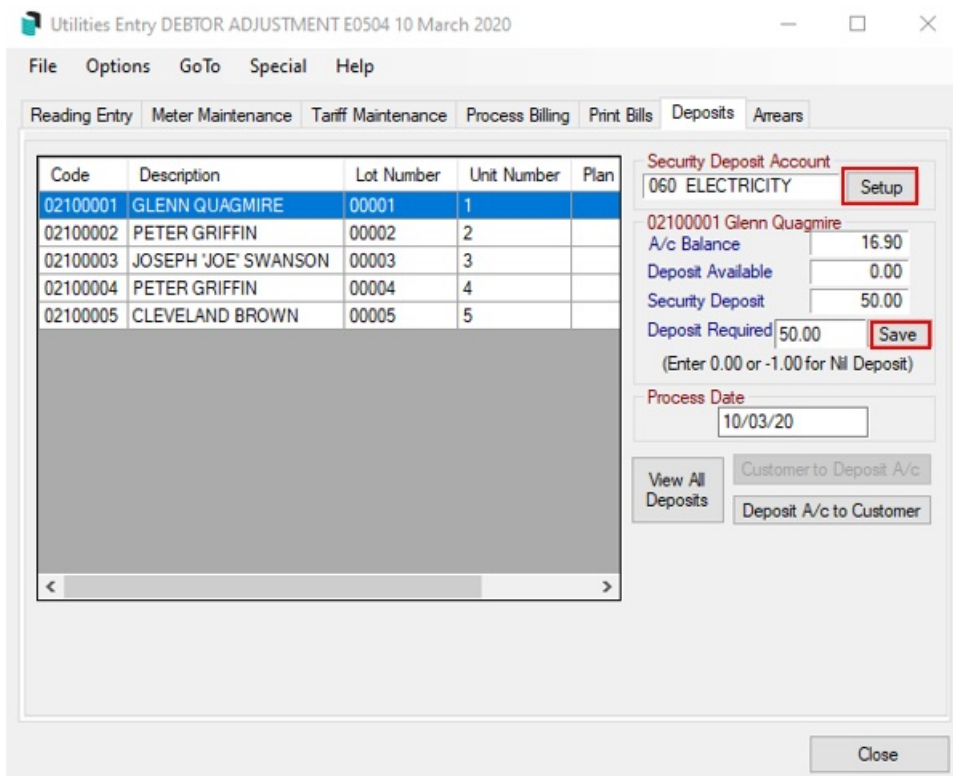 Utilities Entry DEBTOR ADJUSTMENT E0504 10 March 2020
File Options GoTo Special Help
Reading Entry Meter Maintenance Tariff Maintenance Process Billing Print Bills Deposits Arrears
Code Description Lot Number Unit Number Plan
02100001 GLENN QUAGMIRE 00001 1
02100002 PETER GRIFFIN 00002 2
02100003 JOSEPH 'JOE' SWANSON 00003 3
02100004 PETER GRIFFIN 00004 4
02100005 CLEVELAND BROWN 00005 5
Security Deposit Account
060 ELECTRICITY Setup
02100001 Glenn Quagmire
A/c Balance 16.90
Deposit Available 0.00
Security Deposit 50.00
Deposit Required 50.00 Save
(Enter 0.00 or -1.00 for Nil Deposit)
Process Date
10/03/20
View All
Deposits
Customer to Deposit A/c
Deposit A/c to Customer
Close